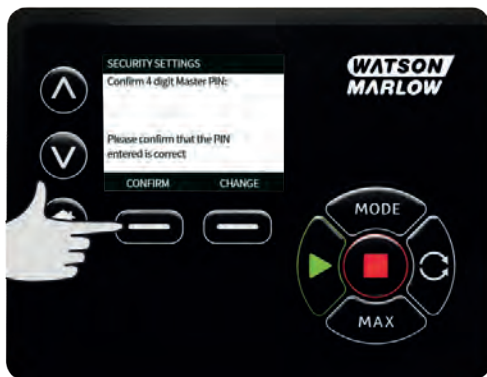 SECURITY SETTINGS
Confirm 4 digit Master PIN:
Please confirm that the PIN
entered is correct
CONFIRM CHANGE
WATSON
MARLOW
MODE
MAX